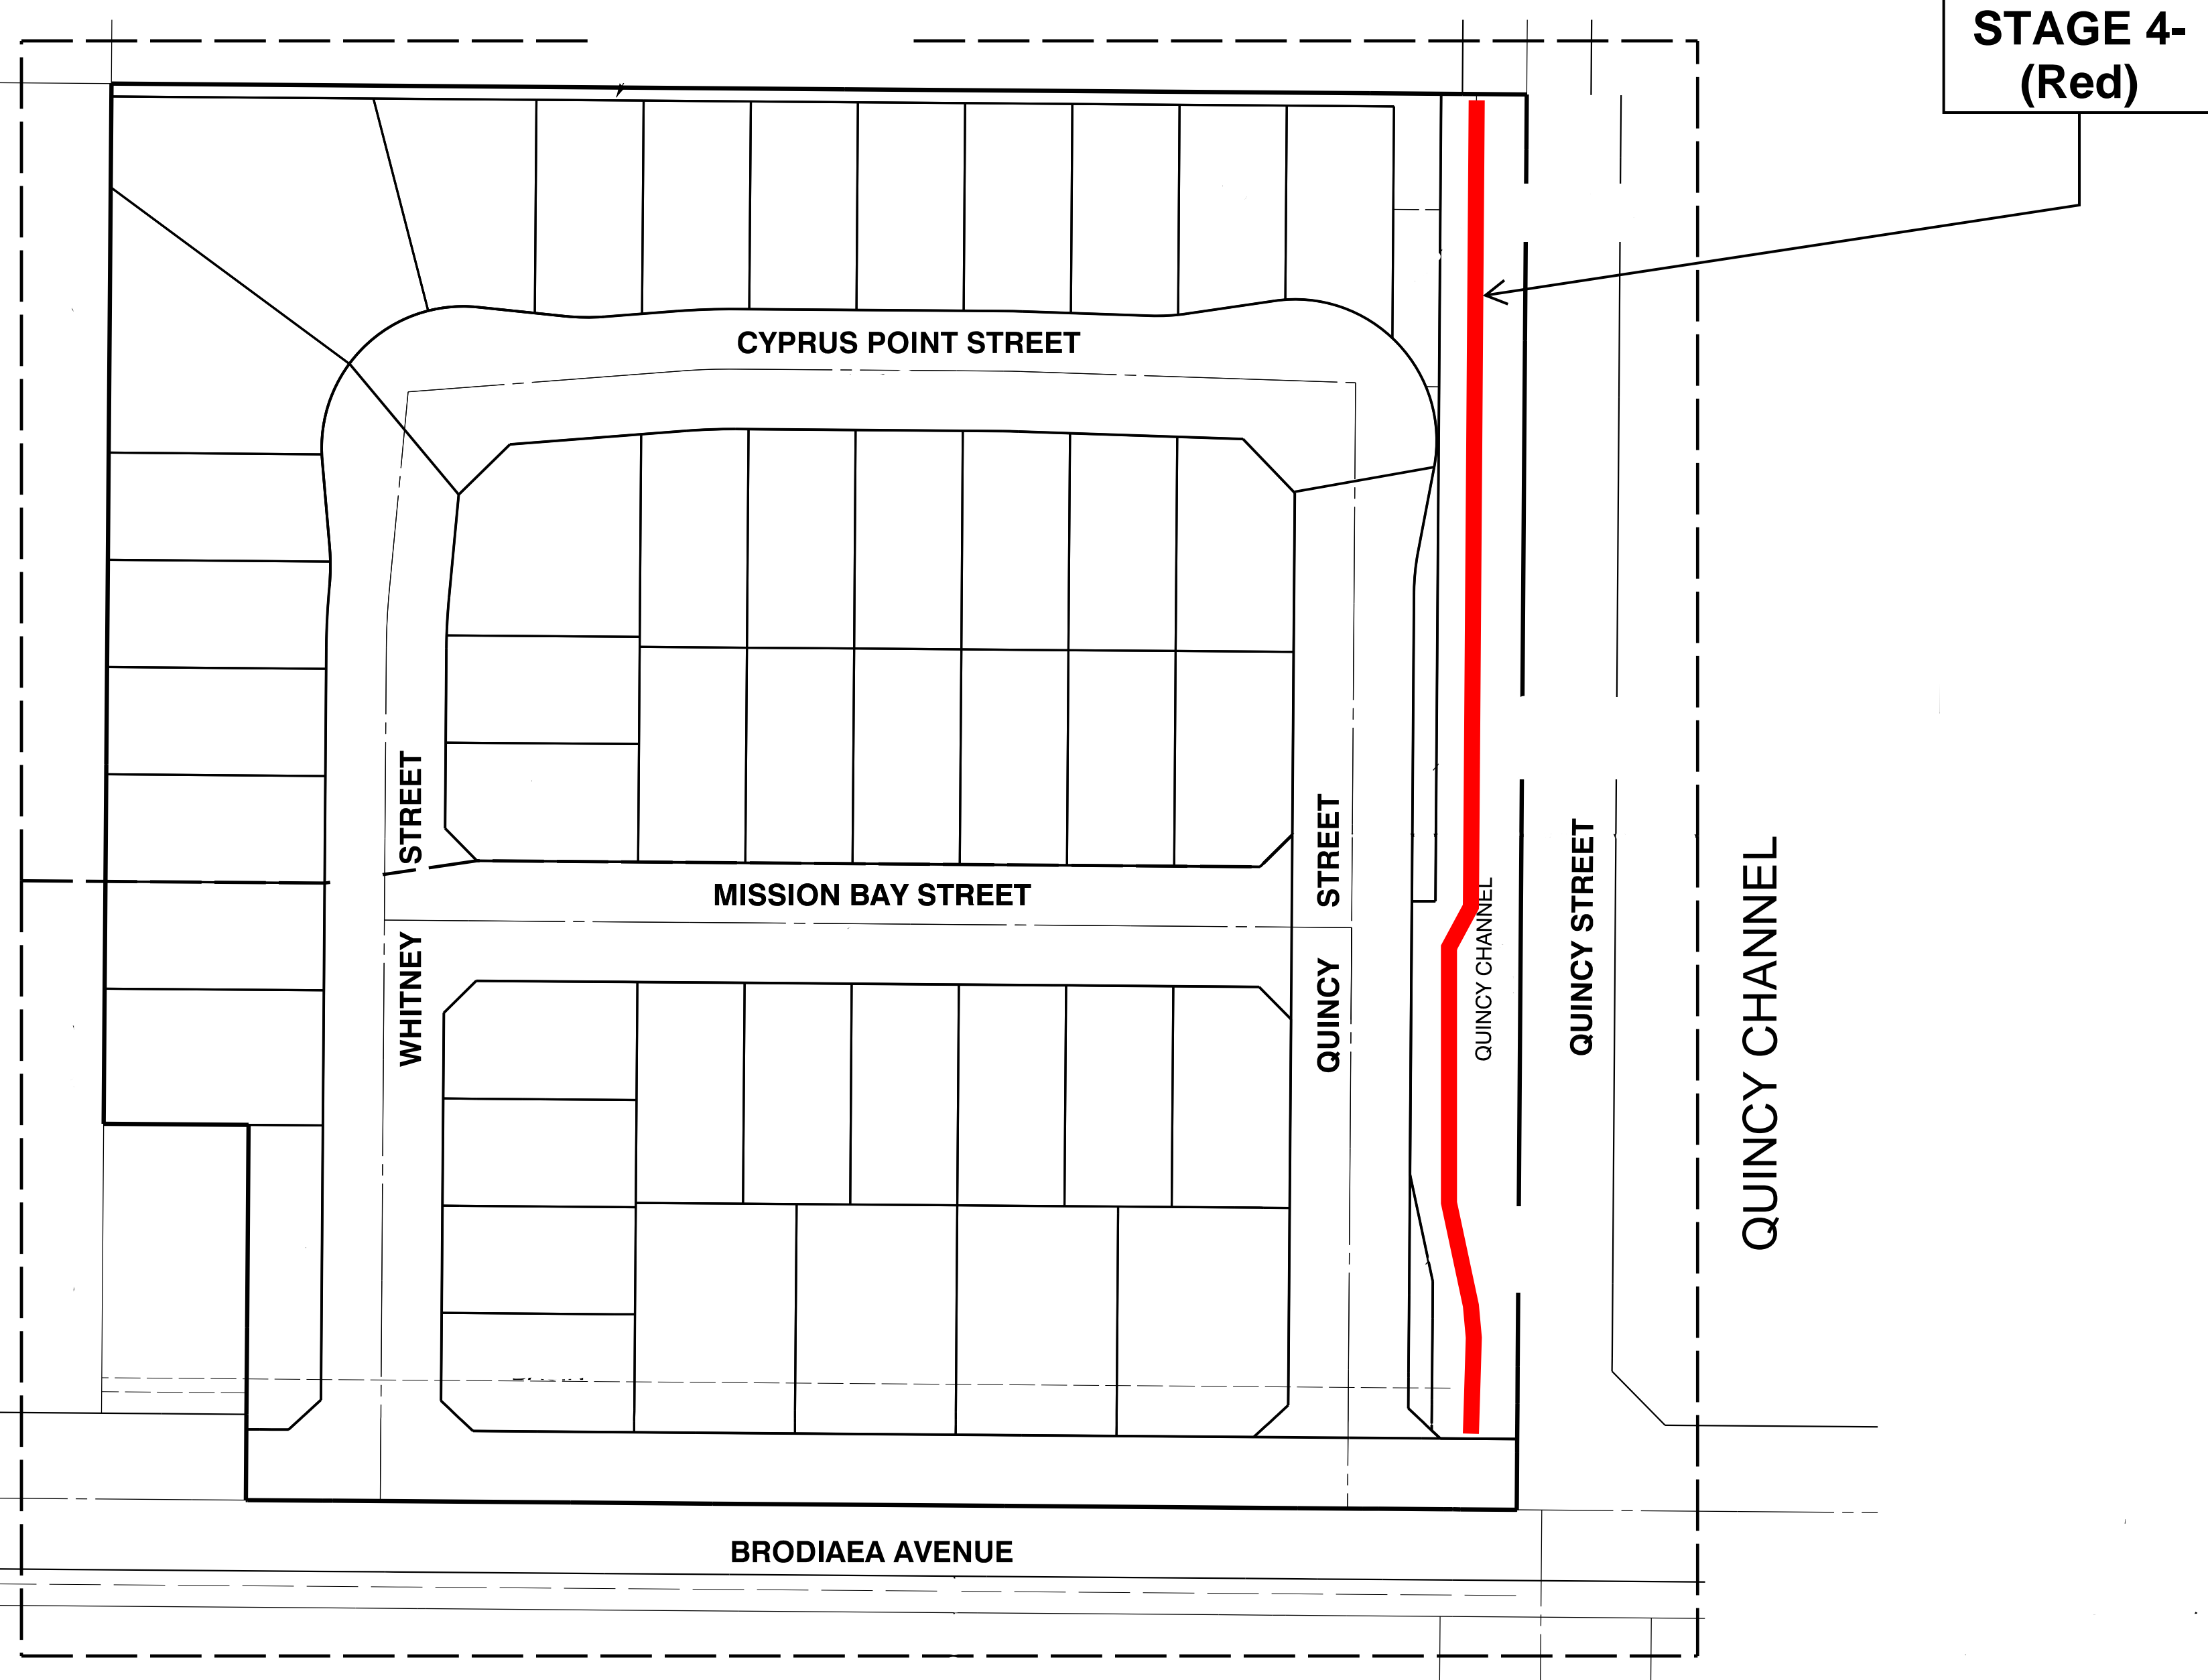 STAGE 4-
(Red)
CYPRUS POINT STREET
STREET
WHITNEY
MISSION BAY STREET
STREET
QUINCY
QUINCY CHANNEL
QUINCY STREET
QUINCY CHANNEL
BRODIAEA AVENUE